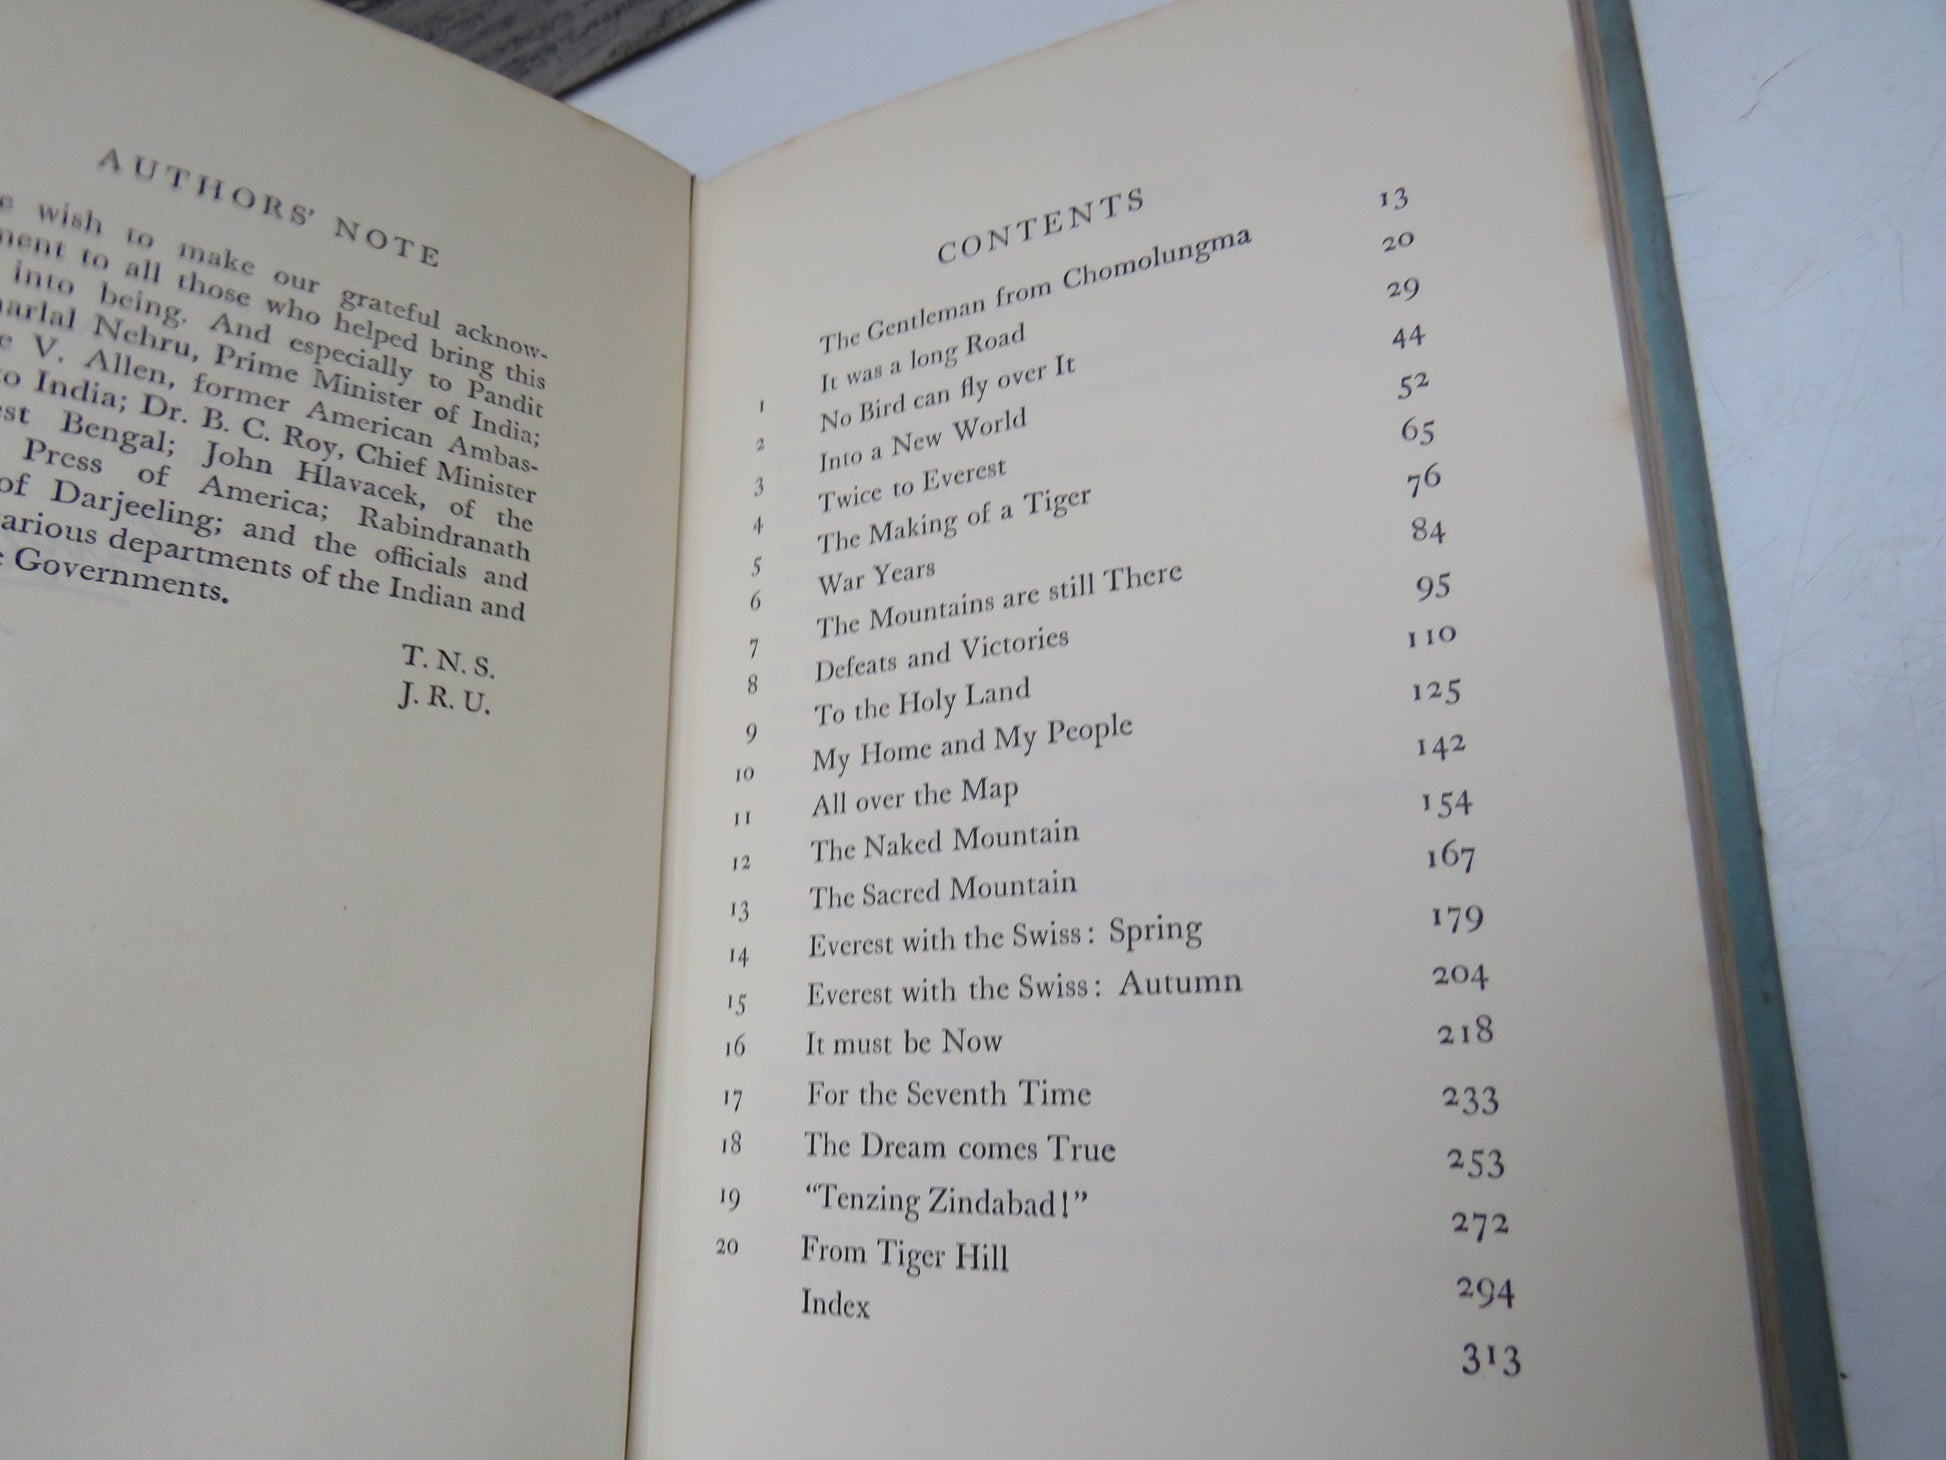 AUTHORS' NOTE
wish to make our grateful acknow-
to all those who helped bring this
into being. And especially to Pandit
Nehru, Prime Minister of India;
V. Allen, former American Ambas-
to India; Dr. B. C. Roy, Chief Minister
Bengal; John Hlavacek, of the
Press of America; Rabindranath
of Darjeeling; and the officials and
various departments of the Indian and
Governments.
T. N. S.
J. R. U.
CONTENTS
The Gentleman from Chomolungma 13
1 It was a long Road 20
2 No Bird can fly over It 29
3 Into a New World 44
4 Twice to Everest 52
5 The Making of a Tiger 65
6 War Years 76
7 The Mountains are still There 84
8 Defeats and Victories 95
9 To the Holy Land 110
10 My Home and My People 125
11 All over the Map 142
12 The Naked Mountain 154
13 The Sacred Mountain 167
14 Everest with the Swiss: Spring 179
15 Everest with the Swiss: Autumn 204
16 It must be Now 218
17 For the Seventh Time 233
18 The Dream comes True 253
19 "Tenzing Zindabad!" 272
20 From Tiger Hill 294
Index 313